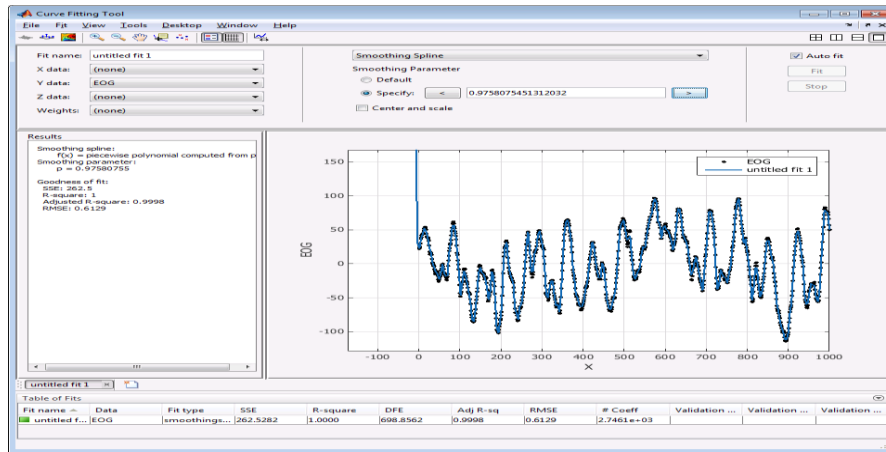 Curve Fitting Tool
File Fit View Tools Desktop Window Help
Fit name: untitled fit 1
X data: (none)
Y data: EOG
Z data: (none)
Weights: (none)
Smoothing Spline
Smoothing Parameter
Default
Specify: < 0.9758075451312032 >
Center and scale
Auto fit
Fit
Stop
Results
Smoothing spline:
f(x) = piecewise polynomial computed from p
Smoothing parameter:
p = 0.97580755
Goodness of fit:
SSE: 262.5
R-square: 1
Adjusted R-square: 0.9998
RMSE: 0.6129
EOG
untitled fit 1
150
100
50
0
-50
-100
EOG
-100 0 100 200 300 400 500 600 700 800 900 1000
X
untitled fit 1
Table of Fits
Fit name Data Fit type SSE R-square DFE Adj R-sq RMSE # Coeff Validation ... Validation ... Validation ...
untitled f... EOG smoothings... 262.5282 1.0000 698.8562 0.9998 0.6129 2.7461e+03